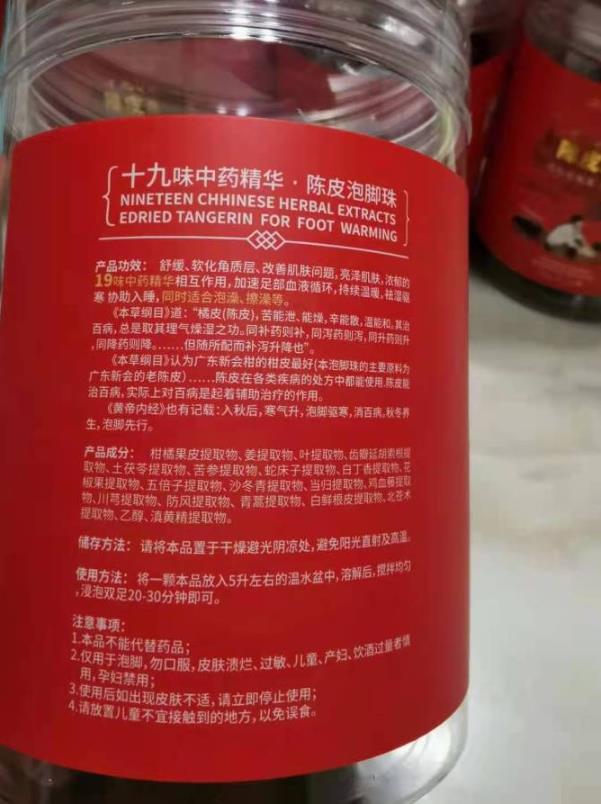 十九味中药精华·陈皮泡脚珠
NINETEEN CHHINESE HERBAL EXTRACTS
EDRIED TANGERIN FOR FOOT WARMING
产品功效： 舒缓、软化角质层、改善肌肤问题,亮泽肌肤,浓郁的
19味中药精华相互作用,加速足部血液循环,持续温暖,祛湿驱
寒 协助入睡,同时适合泡澡、擦澡等。
《本草纲目》道："橘皮(陈皮),苦能泄、能燥,辛能散,温能和。其治
百病,总是取其理气燥湿之功。同补药则补,同泻药则泻,同升药则升
,同降药则降。……但随所配而补泻升降也"。
《本草纲目》认为广东新会柑的柑皮最好(本泡脚珠的主要原料为
广东新会的老陈皮)……陈皮在各类疾病的处方中都能使用,陈皮能
治百病,实际上对百病是起着辅助治疗的作用。
《黄帝内经》也有记载：入秋后,寒气升,泡脚驱寒,消百病。秋冬养
生,泡脚先行。
产品成分： 柑橘果皮提取物、姜提取物、叶提取物、齿瓣延胡索根提
取物、土茯苓提取物、苦参提取物、蛇床子提取物、白丁香提取物、花
椒果提取物、五倍子提取物、沙冬青提取物、当归提取物、鸡血藤提取
物、川芎提取物、防风提取物、青蒿提取物、白鲜根皮提取物、北苍术
提取物、乙醇、滇黄精提取物。
储存方法： 请将本品置于干燥避光阴凉处,避免阳光直射及高温。
使用方法： 将一颗本品放入5升左右的温水盆中,溶解后,搅拌均匀
,浸泡双足20-30分钟即可。
注意事项：
1.本品不能代替药品；
2.仅用于泡脚,勿口服,皮肤溃烂、过敏、儿童、产妇、饮酒过量者慎
用,孕妇禁用；
3.使用后如出现皮肤不适,请立即停止使用；
4.请放置儿童不宜接触到的地方,以免误食。